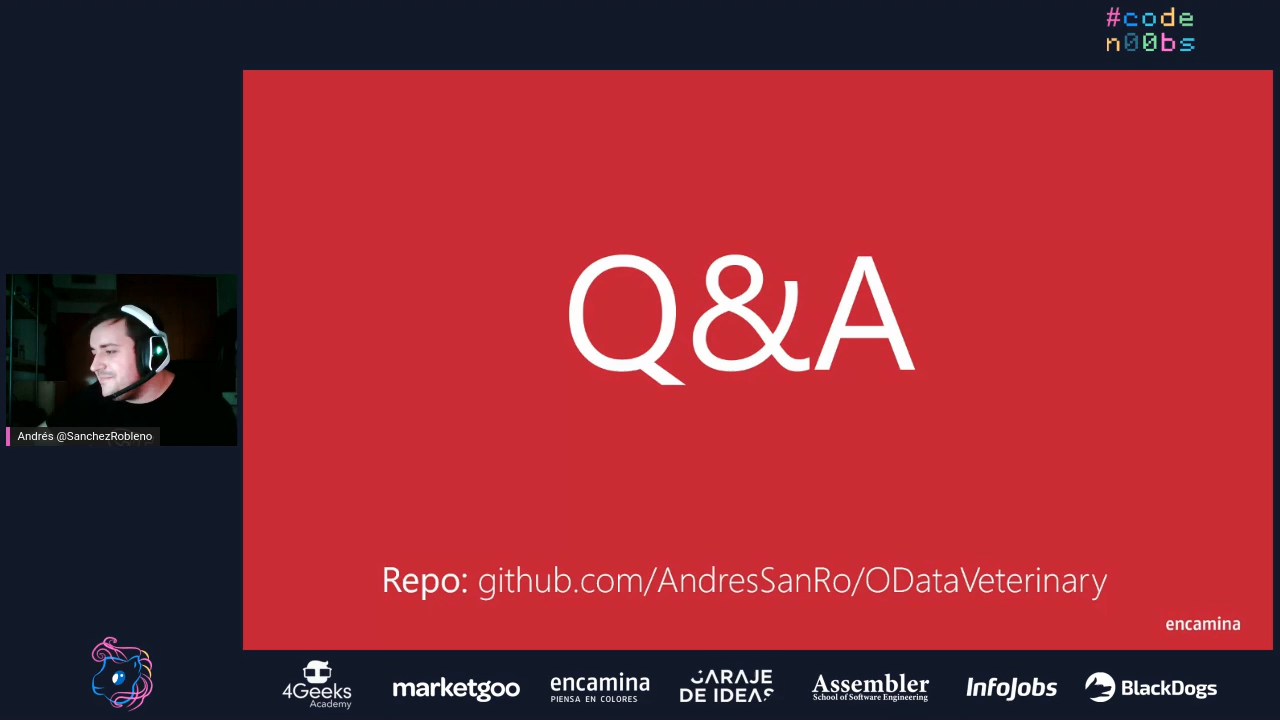 #code
n00bs
Q&A
Andrés @SanchezRobleno
Repo: github.com/AndresSanRo/ODataVeterinary
encamina
4Geeks
Academy
marketgoo
encamina
PIENSA EN COLORES
GARAJE
DE IDEAS
Assembler
School of Software Engineering
InfoJobs
BlackDogs